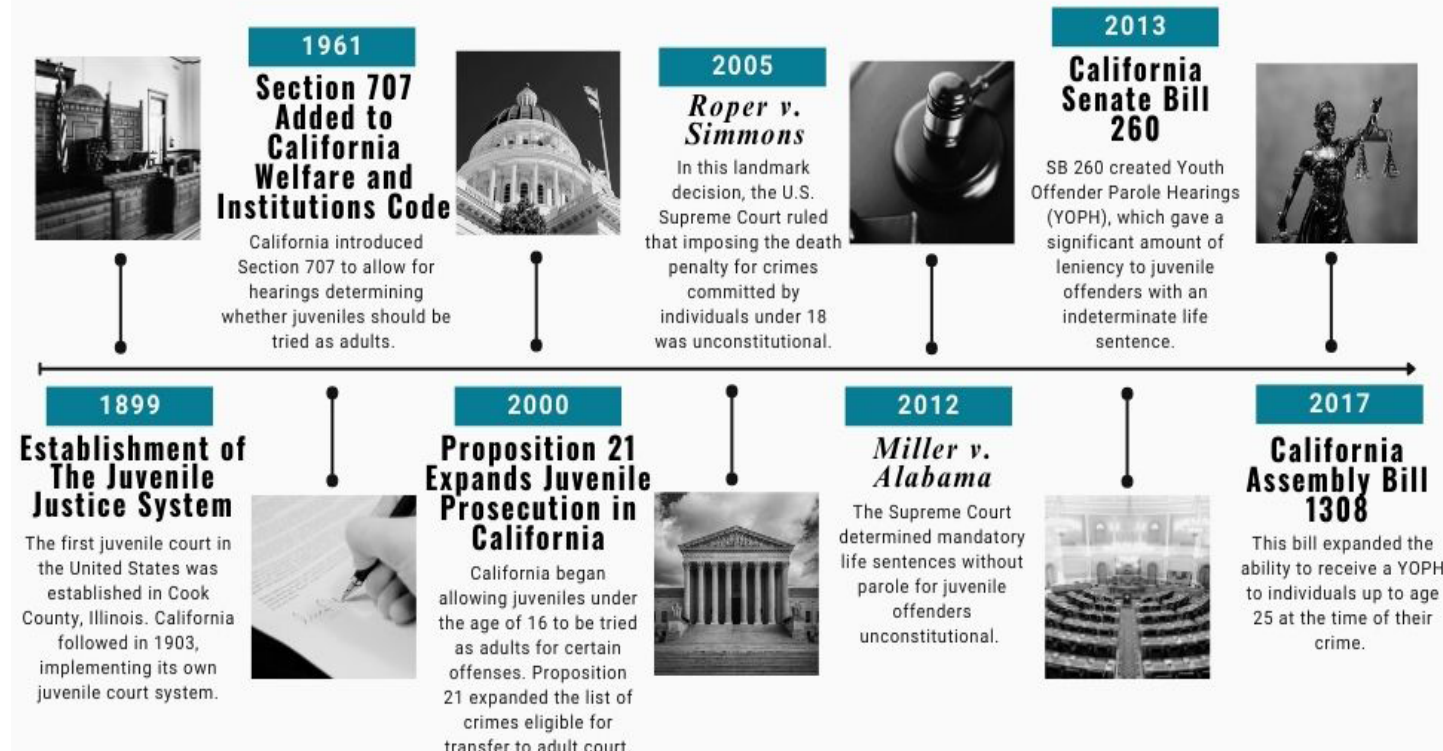 1899
Establishment of
The Juvenile
Justice System
The first juvenile court in
the United States was
established in Cook
County, Illinois. California
followed in 1903,
implementing its own
juvenile court system.
1961
Section 707
Added to
California
Welfare and
Institutions Code
California introduced
Section 707 to allow for
hearings determining
whether juveniles should be
tried as adults.
2000
Proposition 21
Expands Juvenile
Prosecution in
California
California began
allowing juveniles under
the age of 16 to be tried
as adults for certain
offenses. Proposition
21 expanded the list of
crimes eligible for
transfer to adult court
2005
Roper v.
Simmons
In this landmark
decision, the U.S.
Supreme Court ruled
that imposing the death
penalty for crimes
committed by
individuals under 18
was unconstitutional.
2012
Miller v.
Alabama
The Supreme Court
determined mandatory
life sentences without
parole for juvenile
offenders
unconstitutional.
2013
California
Senate Bill
260
SB 260 created Youth
Offender Parole Hearings
(YOPH), which gave a
significant amount of
leniency to juvenile
offenders with an
indeterminate life
sentence.
2017
California
Assembly Bill
1308
This bill expanded the
ability to receive a YOPH
to individuals up to age
25 at the time of their
crime.